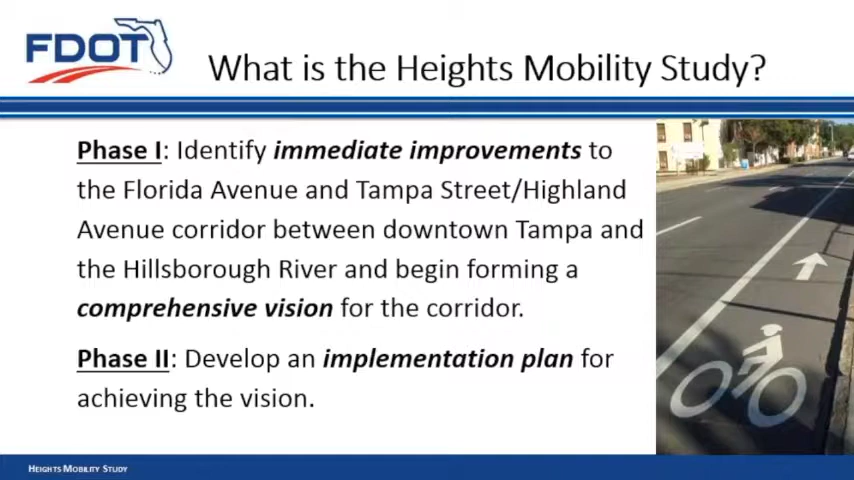 FDOT
What is the Heights Mobility Study?
Phase I: Identify immediate improvements to
the Florida Avenue and Tampa Street/Highland
Avenue corridor between downtown Tampa and
the Hillsborough River and begin forming a
comprehensive vision for the corridor.
Phase II: Develop an implementation plan for
achieving the vision.
HEIGHTS MOBILITY STUDY